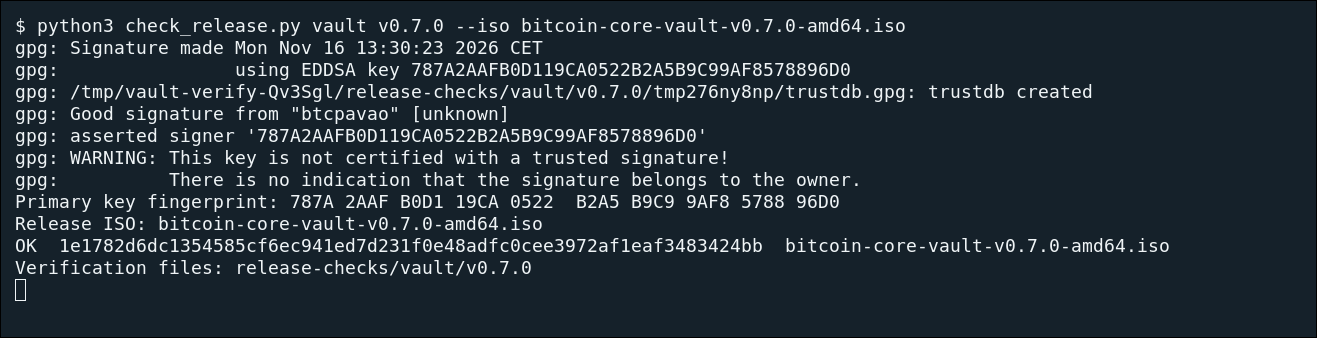 $ python3 check_release.py vault v0.7.0 --iso bitcoin-core-vault-v0.7.0-amd64.iso
gpg: Signature made Mon Nov 16 13:30:23 2026 CET
gpg:                using EDDSA key 787A2AAFB0D119CA0522B2A5B9C99AF8578896D0
gpg: /tmp/vault-verify-Qv3Sgl/release-checks/vault/v0.7.0/tmp276ny8np/trustdb.gpg: trustdb created
gpg: Good signature from "btcpavao" [unknown]
gpg: asserted signer '787A2AAFB0D119CA0522B2A5B9C99AF8578896D0'
gpg: WARNING: This key is not certified with a trusted signature!
gpg:          There is no indication that the signature belongs to the owner.
Primary key fingerprint: 787A 2AAF B0D1 19CA 0522  B2A5 B9C9 9AF8 5788 96D0
Release ISO: bitcoin-core-vault-v0.7.0-amd64.iso
OK  1e1782d6dc1354585cf6ec941ed7d231f0e48adfc0cee3972af1eaf3483424bb  bitcoin-core-vault-v0.7.0-amd64.iso
Verification files: release-checks/vault/v0.7.0